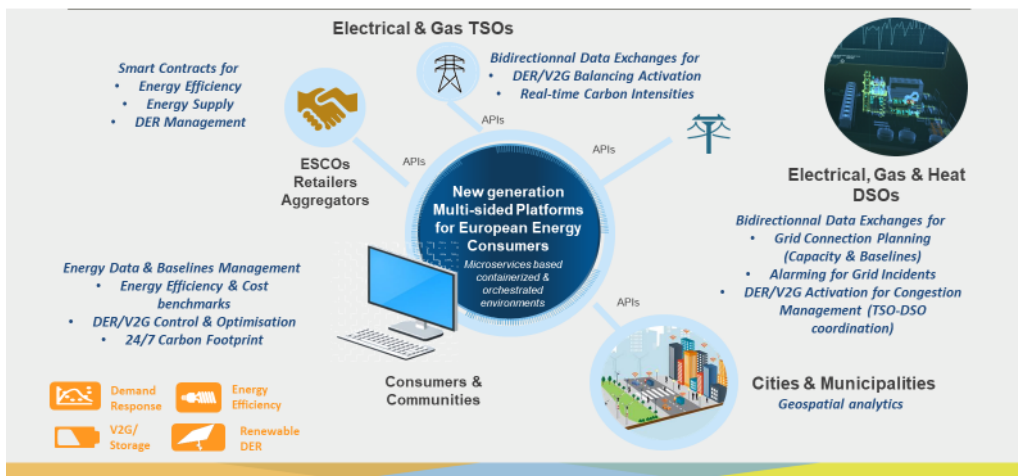 Electrical & Gas TSOs
Smart Contracts for
• Energy Efficiency
• Energy Supply
• DER Management
Bidirectionnal Data Exchanges for
• DER/V2G Balancing Activation
• Real-time Carbon Intensities
APIs
APIs
APIs
ESCOs
Retailers
Aggregators
Electrical, Gas & Heat
DSOs
New generation
Multi-sided Platforms
for European Energy
Consumers
Microservices based
containerized &
orchestrated
environments
Bidirectionnal Data Exchanges for
• Grid Connection Planning
(Capacity & Baselines)
• Alarming for Grid Incidents
• DER/V2G Activation for Congestion
Management (TSO-DSO
coordination)
Energy Data & Baselines Management
• Energy Efficiency & Cost
benchmarks
• DER/V2G Control & Optimisation
• 24/7 Carbon Footprint
APIs
Consumers &
Communities
Cities & Municipalities
Geospatial analytics
Demand
Response
Energy
Efficiency
V2G/
Storage
Renewable
DER